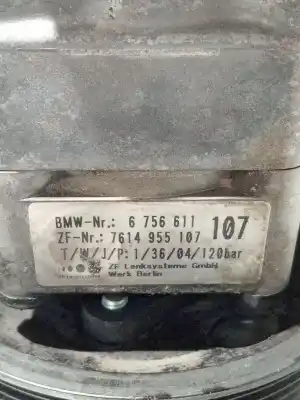 BMW-Nr.: 6 756 611 107
ZF-Nr.: 7614 955 107
T/W/J/P: 1/36/04/120bar
ZF Lenksysteme GmbH
Werk Berlin